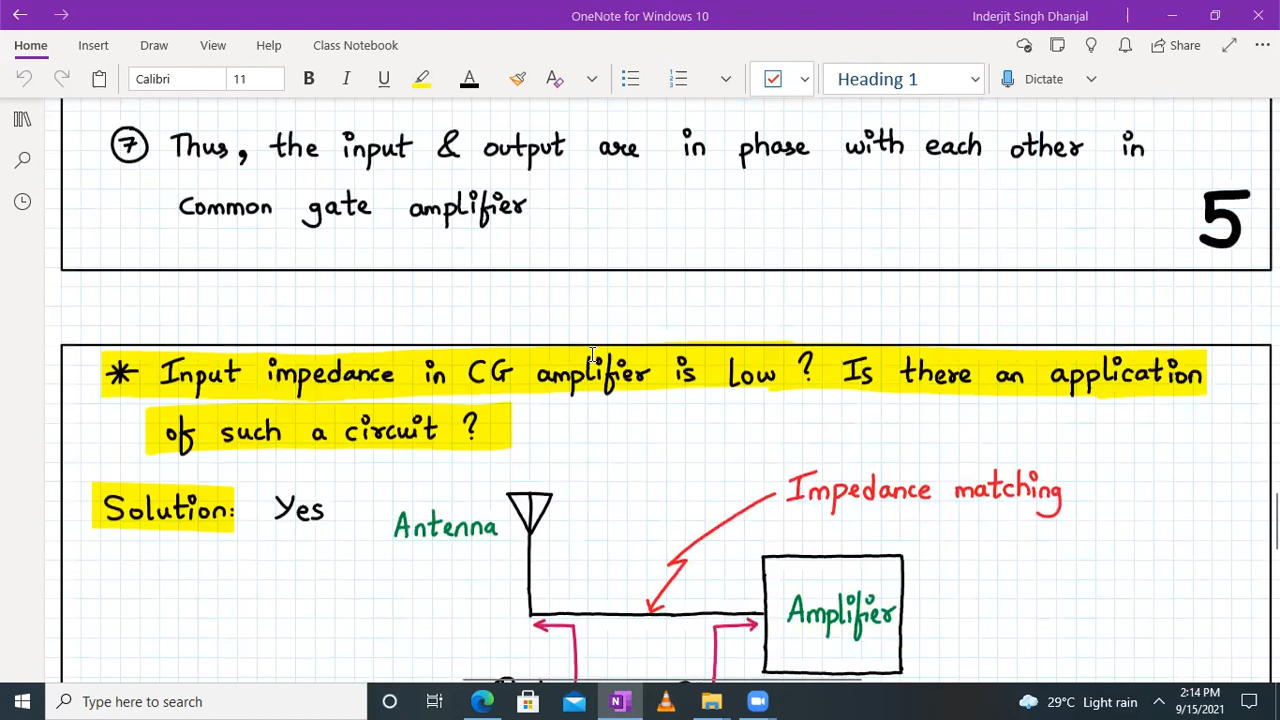 OneNote for Windows 10
Inderjit Singh Dhanjal
Home Insert Draw View Help Class Notebook
Share
Calibri 11 B I U A Heading 1 Dictate
7 Thus, the input & output are in phase with each other in
Common gate amplifier
5
* Input impedance in CG amplifier is Low ? Is there an application
of such a circuit ?
Solution: Yes
Impedance matching
Antenna
Amplifier
Type here to search
29°C Light rain
2:14 PM
9/15/2021